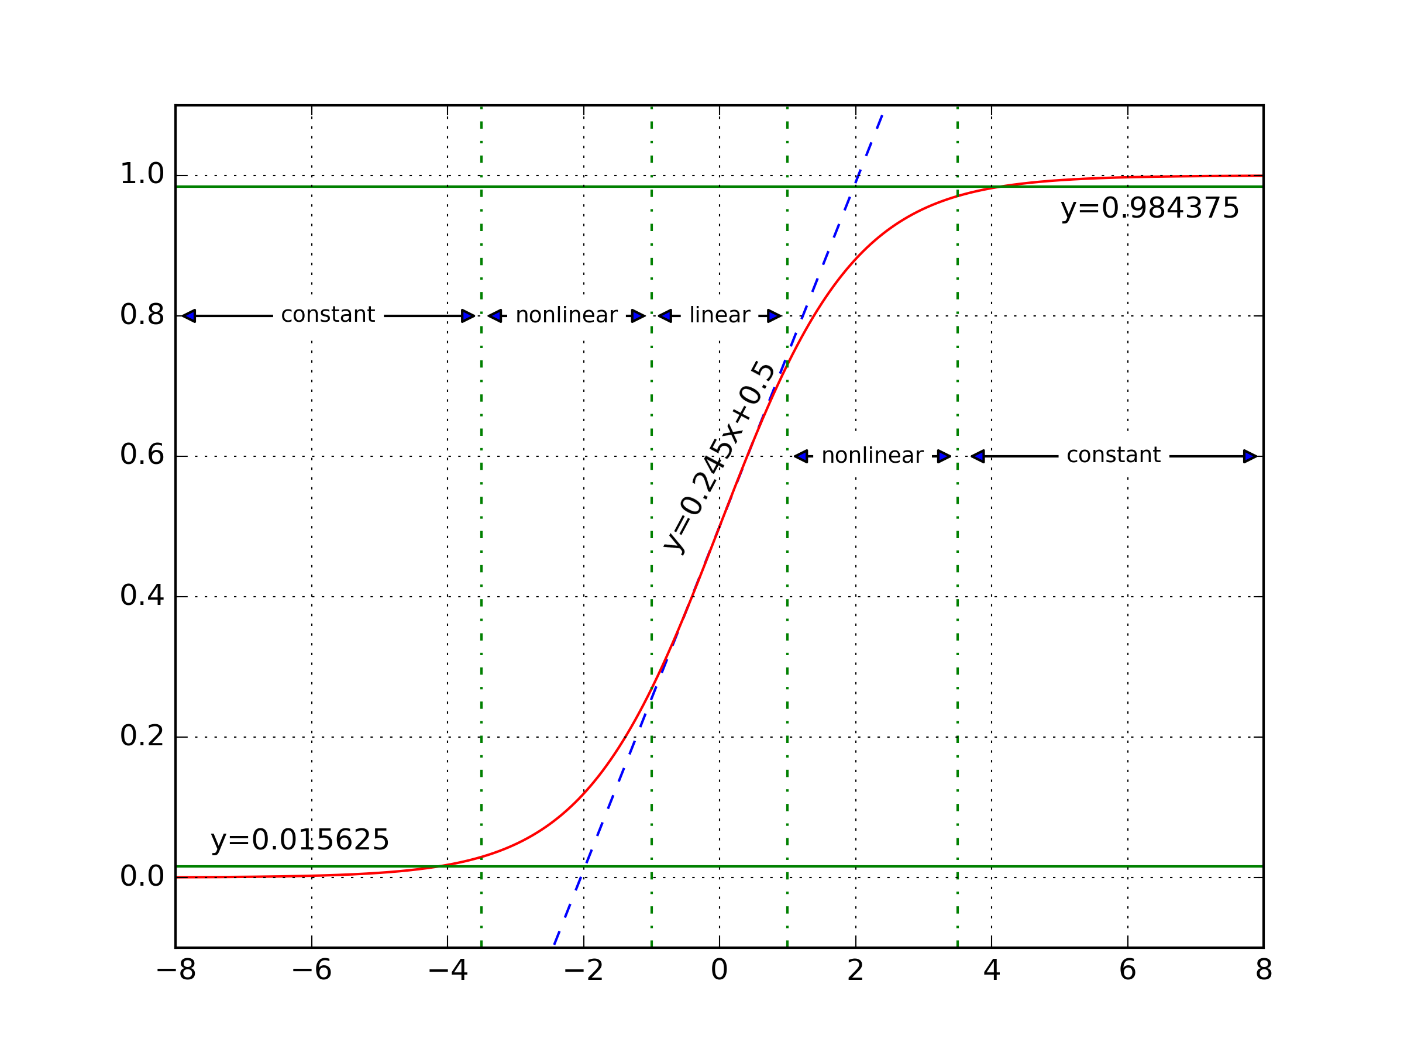 1.0
y=0.984375
0.8
constant
nonlinear
linear
y=0.245x+0.5
0.6
nonlinear
constant
0.4
0.2
y=0.015625
0.0
−8 −6 −4 −2 0 2 4 6 8